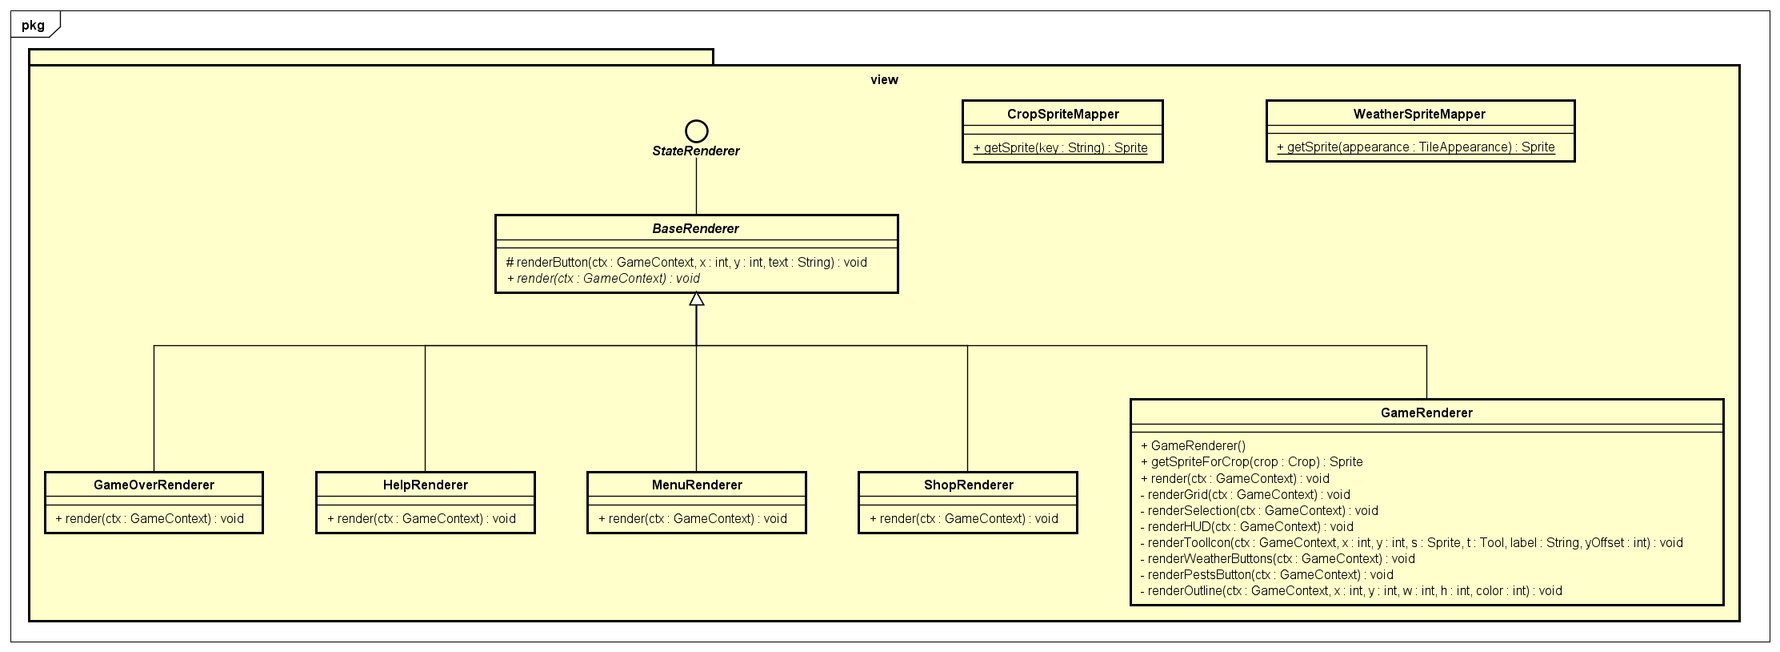 pkg
view
CropSpriteMapper
+ getSprite(key : String) : Sprite
WeatherSpriteMapper
+ getSprite(appearance : TileAppearance) : Sprite
StateRenderer
BaseRenderer
# renderButton(ctx : GameContext, x : int, y : int, text : String) : void
+ render(ctx : GameContext) : void
GameOverRenderer
+ render(ctx : GameContext) : void
HelpRenderer
+ render(ctx : GameContext) : void
MenuRenderer
+ render(ctx : GameContext) : void
ShopRenderer
+ render(ctx : GameContext) : void
GameRenderer
+ GameRenderer()
+ getSpriteForCrop(crop : Crop) : Sprite
+ render(ctx : GameContext) : void
- renderGrid(ctx : GameContext) : void
- renderSelection(ctx : GameContext) : void
- renderHUD(ctx : GameContext) : void
- renderToolIcon(ctx : GameContext, x : int, y : int, s : Sprite, t : Tool, label : String, yOffset : int) : void
- renderWeatherButtons(ctx : GameContext) : void
- renderPestsButton(ctx : GameContext) : void
- renderOutline(ctx : GameContext, x : int, y : int, w : int, h : int, color : int) : void